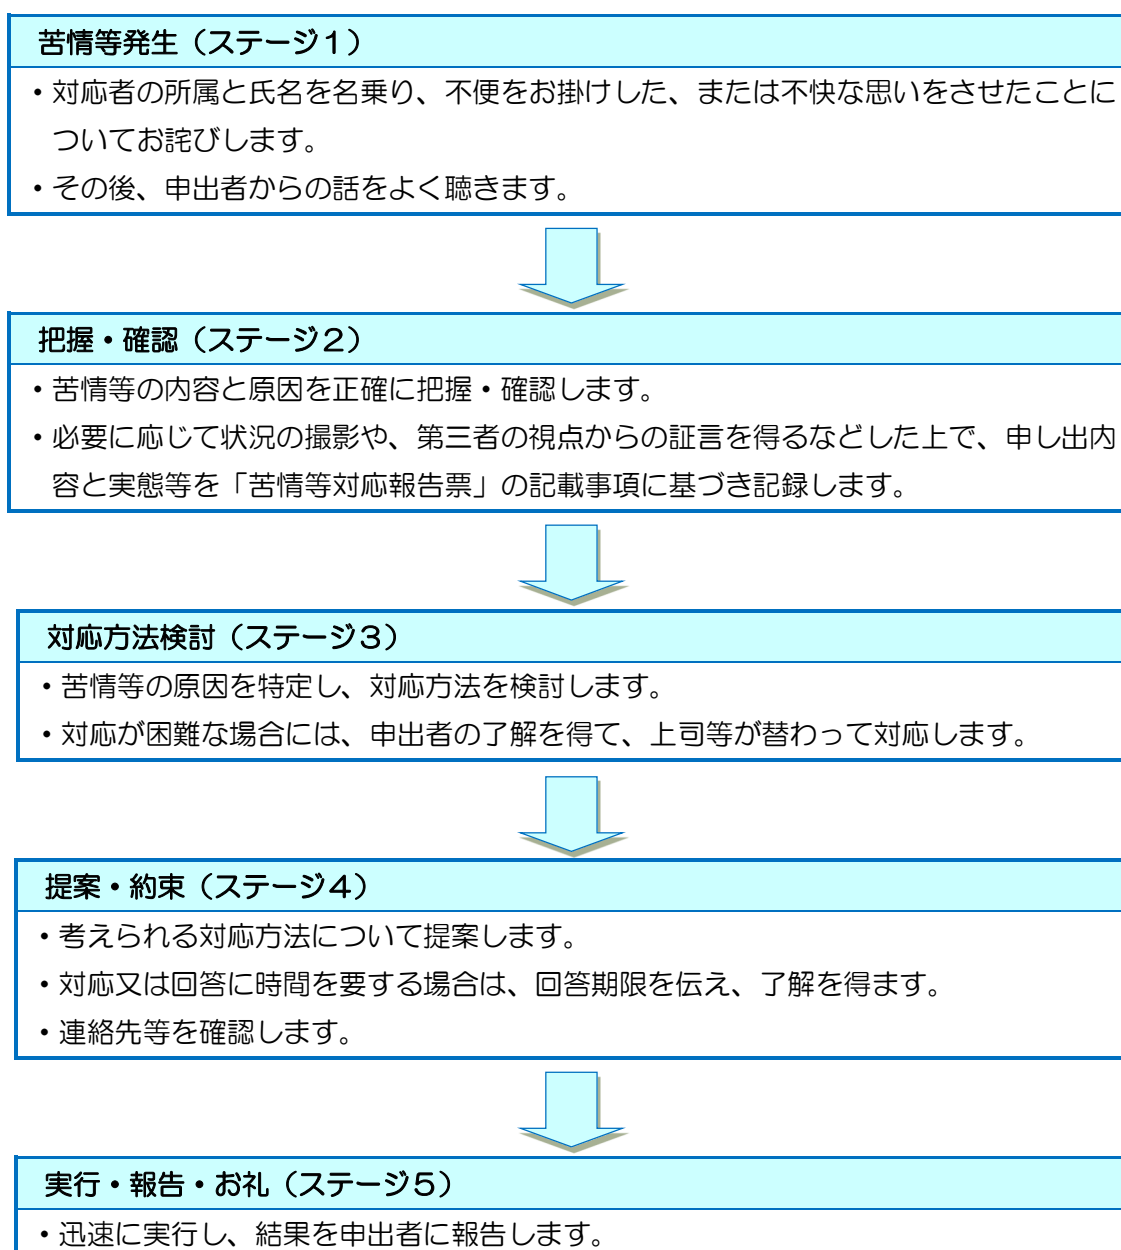 苦情等発生（ステージ１）
・対応者の所属と氏名を名乗り、不便をお掛けした、または不快な思いをさせたことに
ついてお詫びします。
・その後、申出者からの話をよく聴きます。
把握・確認（ステージ２）
・苦情等の内容と原因を正確に把握・確認します。
・必要に応じて状況の撮影や、第三者の視点からの証言を得るなどした上で、申し出内
容と実態等を「苦情等対応報告票」の記載事項に基づき記録します。
対応方法検討（ステージ３）
・苦情等の原因を特定し、対応方法を検討します。
・対応が困難な場合には、申出者の了解を得て、上司等が替わって対応します。
提案・約束（ステージ４）
・考えられる対応方法について提案します。
・対応又は回答に時間を要する場合は、回答期限を伝え、了解を得ます。
・連絡先等を確認します。
実行・報告・お礼（ステージ５）
・迅速に実行し、結果を申出者に報告します。